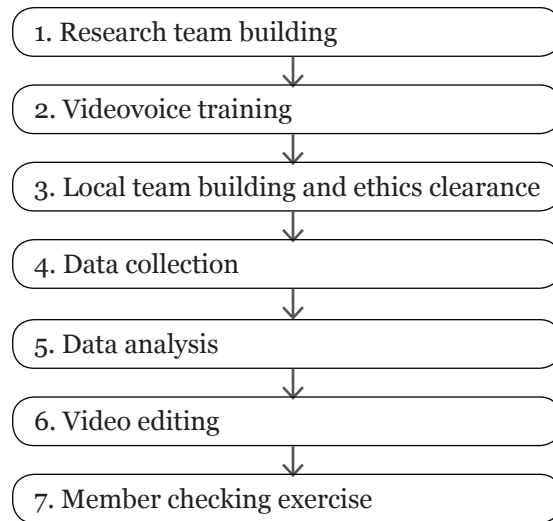 1. Research team building
2. Videovoice training
3. Local team building and ethics clearance
4. Data collection
5. Data analysis
6. Video editing
7. Member checking exercise